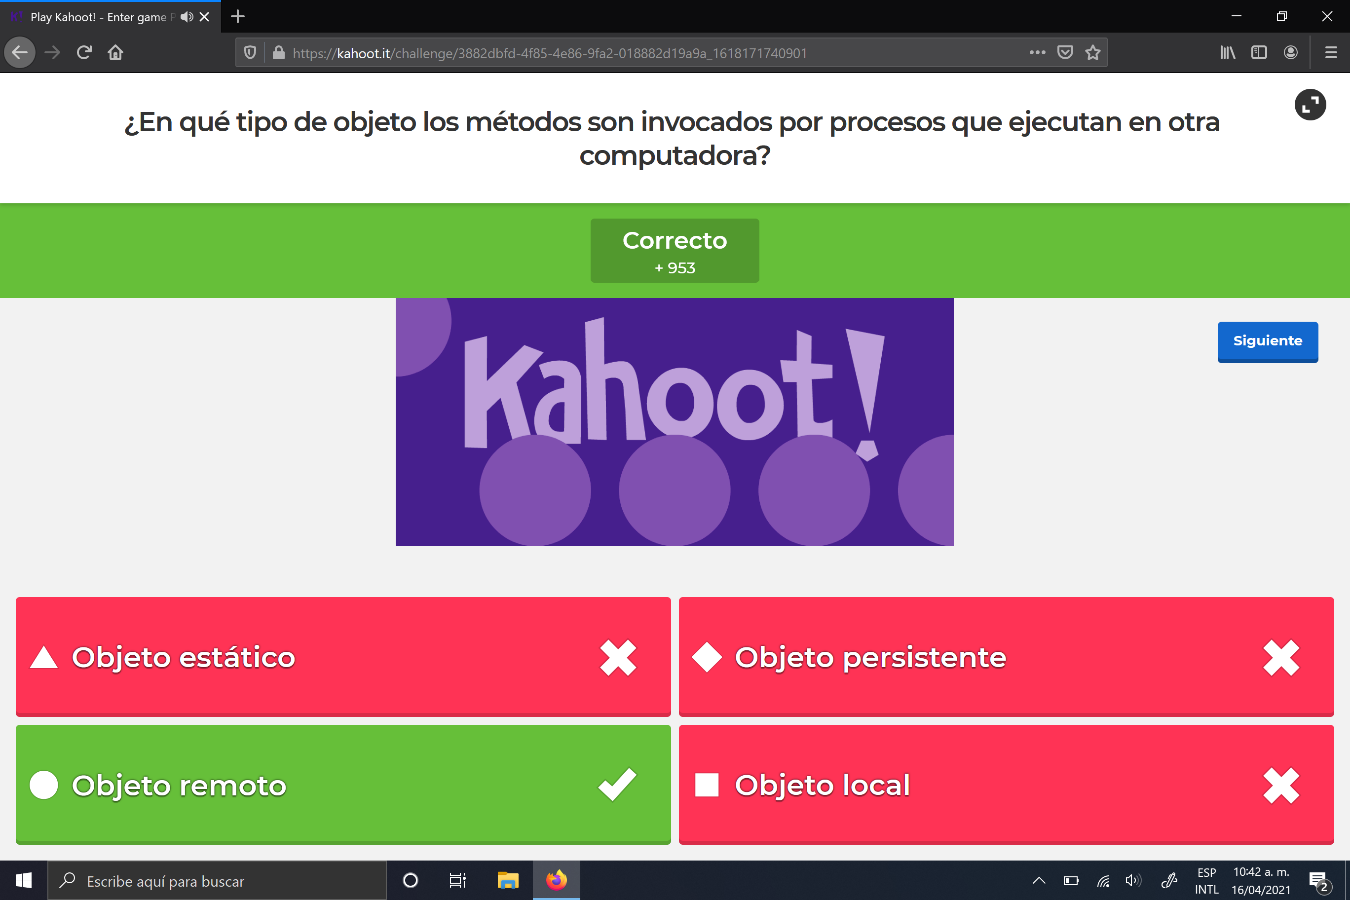 Play Kahoot! - Enter game P
https://kahoot.it/challenge/3882dbfd-4f85-4e86-9fa2-018882d19a9a_1618171740901
¿En qué tipo de objeto los métodos son invocados por procesos que ejecutan en otra
computadora?
Correcto
+ 953
Kahoot!
Siguiente
Objeto estático
Objeto persistente
Objeto remoto
Objeto local
Escribe aquí para buscar
ESP
INTL
10:42 a. m.
16/04/2021
2